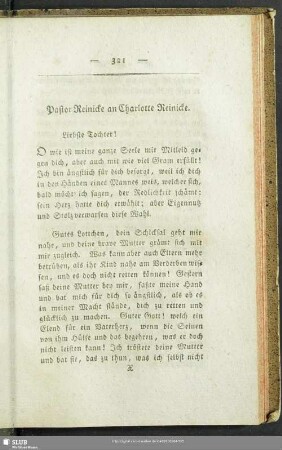 — 321 —
Pastor Reinicke an Charlotte Reinicke.
Liebste Tochter!
O wie ist meine ganze Seele mit Mitleid ge-
gen dich, aber auch mit wie viel Gram erfüllt!
Ich bin ängstlich für dich besorgt, weil ich dich
in den Händen eines Mannes weis, welcher sich,
bald möcht ich sagen, der Redlichkeit schämt:
sein Herz hatte dich erwählt; aber Eigennutz
und Stolz verwarfen diese Wahl.
Gutes Lottchen, dein Schicksal geht mir
nahe, und deine brave Mutter grämt sich mit
mir zugleich. Was kann aber auch Eltern mehr
betrüben, als ihr Kind nahe am Verderben wis-
sen, und es doch nicht retten können! Gestern
saß deine Mutter bey mir, faßte meine Hand
und bat mich für dich so ängstlich, als ob es
in meiner Macht stände, dich zu retten und
glücklich zu machen. Guter Gott! welch ein
Elend für ein Vaterherz, wenn die Seinen
von ihm Hülfe und das begehren, was er doch
nicht leisten kann! Ich tröstete deine Mutter
und bat sie, das zu thun, was ich selbst nicht
X
SLUB
Wir führen Wissen.